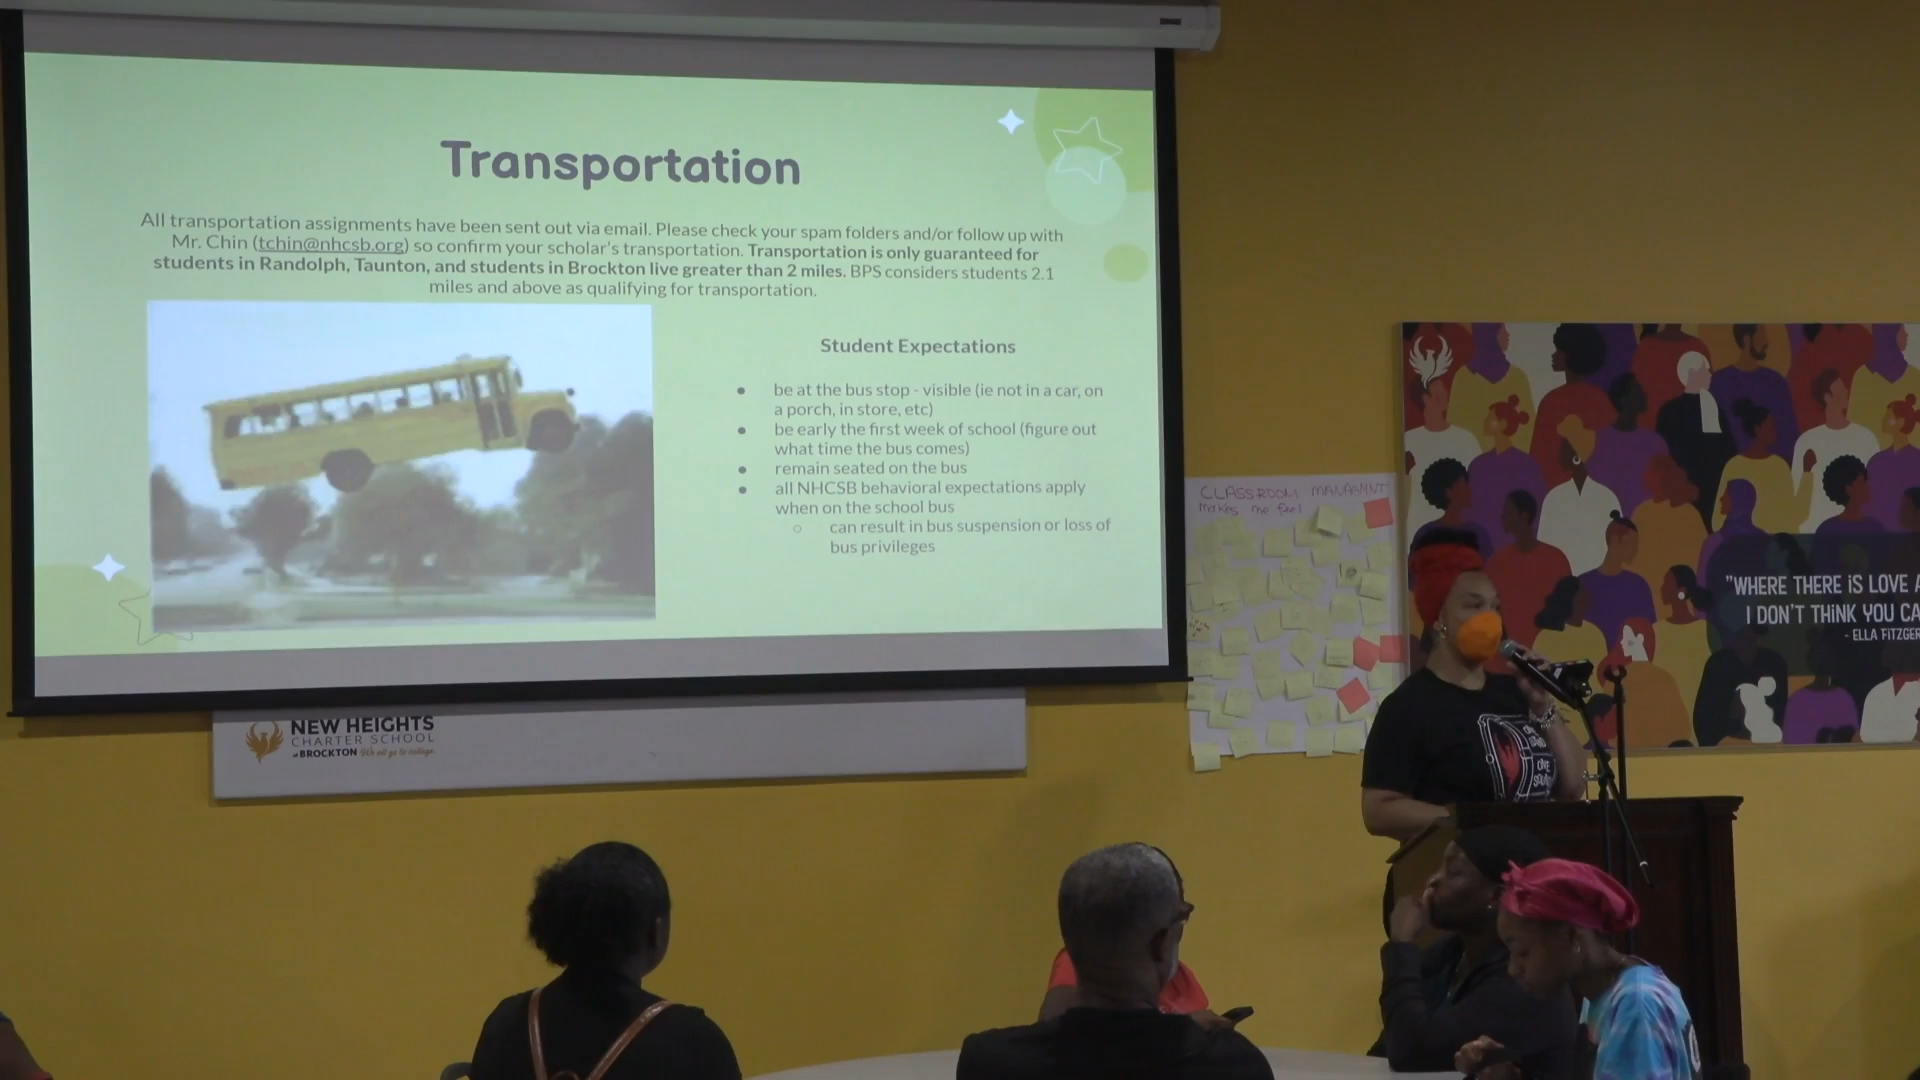 Transportation
All transportation assignments have been sent out via email. Please check your spam folders and/or follow up with
Mr. Chin (tchin@nhcsb.org) so confirm your scholar's transportation. Transportation is only guaranteed for
students in Randolph, Taunton, and students in Brockton live greater than 2 miles. BPS considers students 2.1
miles and above as qualifying for transportation.
Student Expectations
● be at the bus stop - visible (ie not in a car, on
a porch, in store, etc)
● be early the first week of school (figure out
what time the bus comes)
● remain seated on the bus
● all NHCSB behavioral expectations apply
when on the school bus
○ can result in bus suspension or loss of
bus privileges
NEW HEIGHTS
CHARTER SCHOOL
of BROCKTON We all go to college.
CLASSROOM MANAGMNT
makes me feel
"WHERE THERE iS LOVE A
I DON'T THiNK YOU CA
- ELLA FiTZGER
ONE